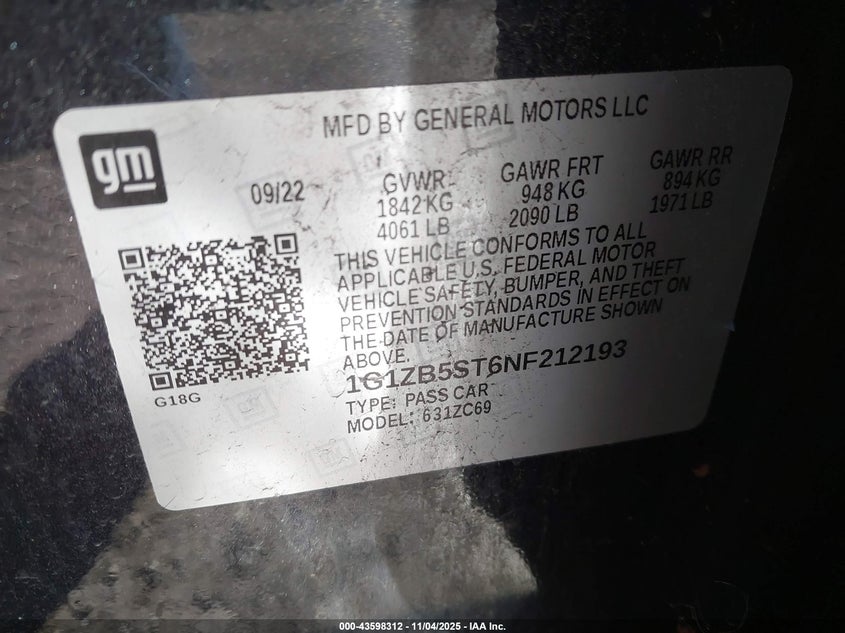 gm
MFD BY GENERAL MOTORS LLC
09/22
GVWR
1842 KG
4061 LB
GAWR FRT
948 KG
2090 LB
GAWR RR
894 KG
1971 LB
THIS VEHICLE CONFORMS TO ALL
APPLICABLE U.S. FEDERAL MOTOR
VEHICLE SAFETY, BUMPER, AND THEFT
PREVENTION STANDARDS IN EFFECT ON
THE DATE OF MANUFACTURE SHOWN
ABOVE.
1G1ZB5ST6NF212193
TYPE: PASS CAR
MODEL: 631ZC69
G18G
000-43598312 - 11/04/2025 - IAA Inc.